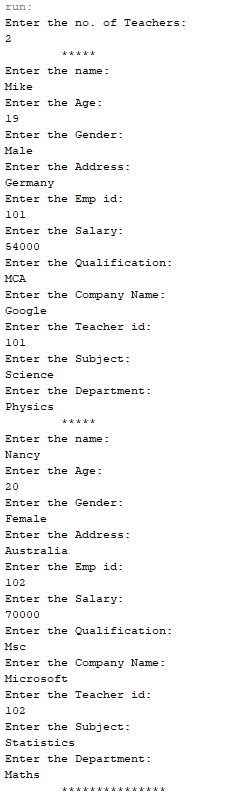 run:
Enter the no. of Teachers:
2
*****
Enter the name:
Mike
Enter the Age:
19
Enter the Gender:
Male
Enter the Address:
Germany
Enter the Emp id:
101
Enter the Salary:
54000
Enter the Qualification:
MCA
Enter the Company Name:
Google
Enter the Teacher id:
101
Enter the Subject:
Science
Enter the Department:
Physics
*****
Enter the name:
Nancy
Enter the Age:
20
Enter the Gender:
Female
Enter the Address:
Australia
Enter the Emp id:
102
Enter the Salary:
70000
Enter the Qualification:
Msc
Enter the Company Name:
Microsoft
Enter the Teacher id:
102
Enter the Subject:
Statistics
Enter the Department:
Maths
***************